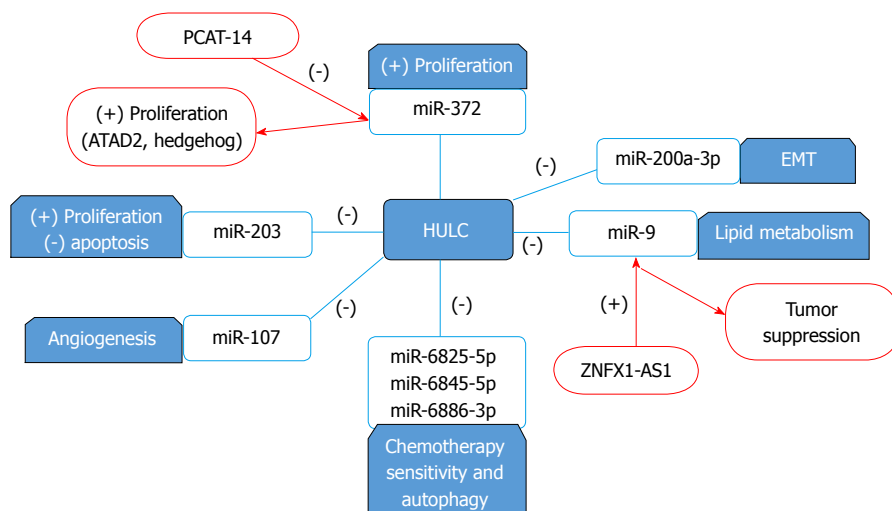 PCAT-14
(-)
(+) Proliferation
miR-372
(+) Proliferation
(ATAD2, hedgehog)
(-)
miR-200a-3p
EMT
(+) Proliferation
(-) apoptosis
miR-203
(-)
HULC
(-)
miR-9
Lipid metabolism
Angiogenesis
miR-107
(-)
(-)
(+)
Tumor
suppression
miR-6825-5p
miR-6845-5p
miR-6886-3p
ZNFX1-AS1
Chemotherapy
sensitivity and
autophagy